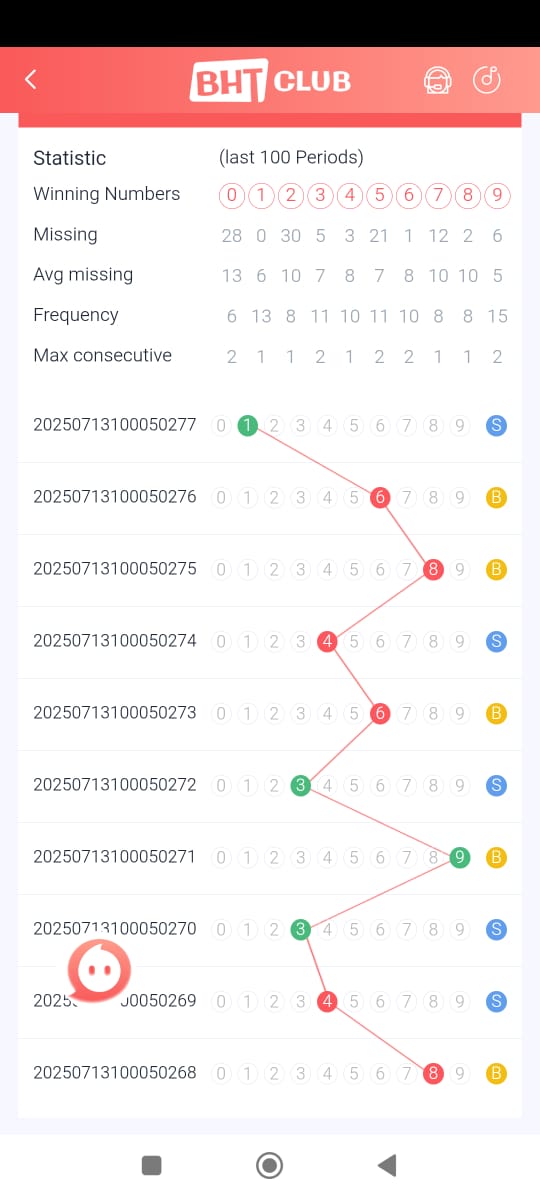 BHT CLUB
Statistic (last 100 Periods)
Winning Numbers 0 1 2 3 4 5 6 7 8 9
Missing 28 0 30 5 3 21 1 12 2 6
Avg missing 13 6 10 7 8 7 8 10 10 5
Frequency 6 13 8 11 10 11 10 8 8 15
Max consecutive 2 1 1 2 1 2 2 1 1 2
20250713100050277 0 1 2 3 4 5 6 7 8 9 S
20250713100050276 0 1 2 3 4 5 6 7 8 9 B
20250713100050275 0 1 2 3 4 5 6 7 8 9 B
20250713100050274 0 1 2 3 4 5 6 7 8 9 S
20250713100050273 0 1 2 3 4 5 6 7 8 9 B
20250713100050272 0 1 2 3 4 5 6 7 8 9 S
20250713100050271 0 1 2 3 4 5 6 7 8 9 B
20250713100050270 0 1 2 3 4 5 6 7 8 9 S
0 1 2 3 4 5 6 7 8 9 S
20250713100050268 0 1 2 3 4 5 6 7 8 9 B